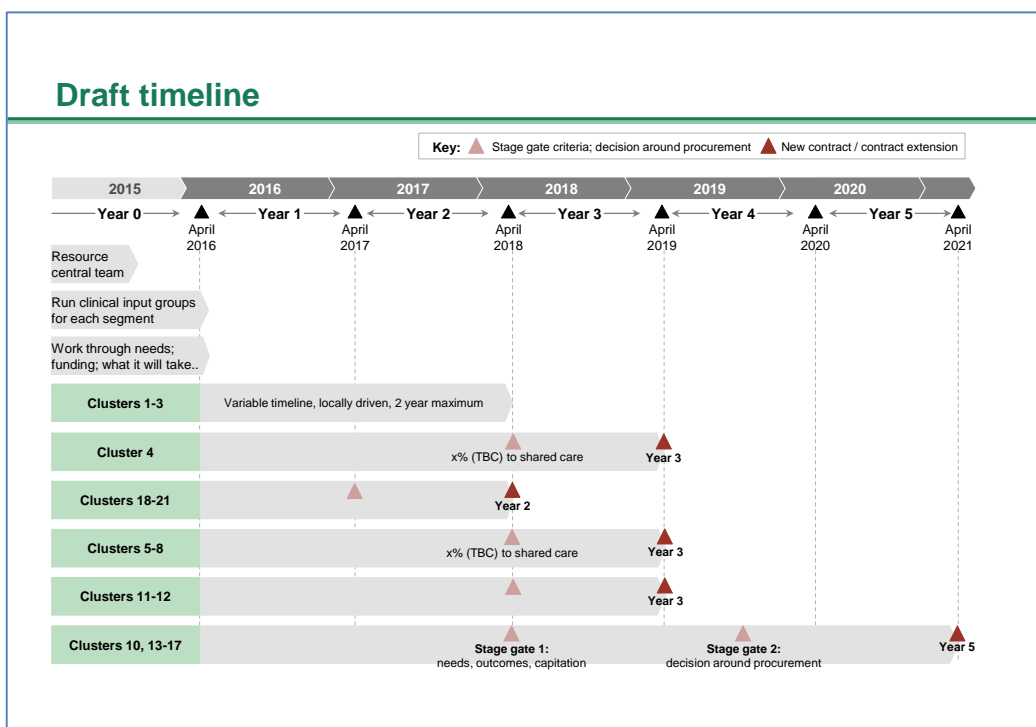 Draft timeline
Key: Stage gate criteria; decision around procurement New contract / contract extension
2015 2016 2017 2018 2019 2020
Year 0 Year 1 Year 2 Year 3 Year 4 Year 5
April April April April April April
2016 2017 2018 2019 2020 2021
Resource
central team
Run clinical input groups
for each segment
Work through needs;
funding; what it will take..
Clusters 1-3 Variable timeline, locally driven, 2 year maximum
Cluster 4 x% (TBC) to shared care Year 3
Clusters 18-21 Year 2
Clusters 5-8 x% (TBC) to shared care Year 3
Clusters 11-12 Year 3
Clusters 10, 13-17 Stage gate 1: Stage gate 2: Year 5
needs, outcomes, capitation decision around procurement